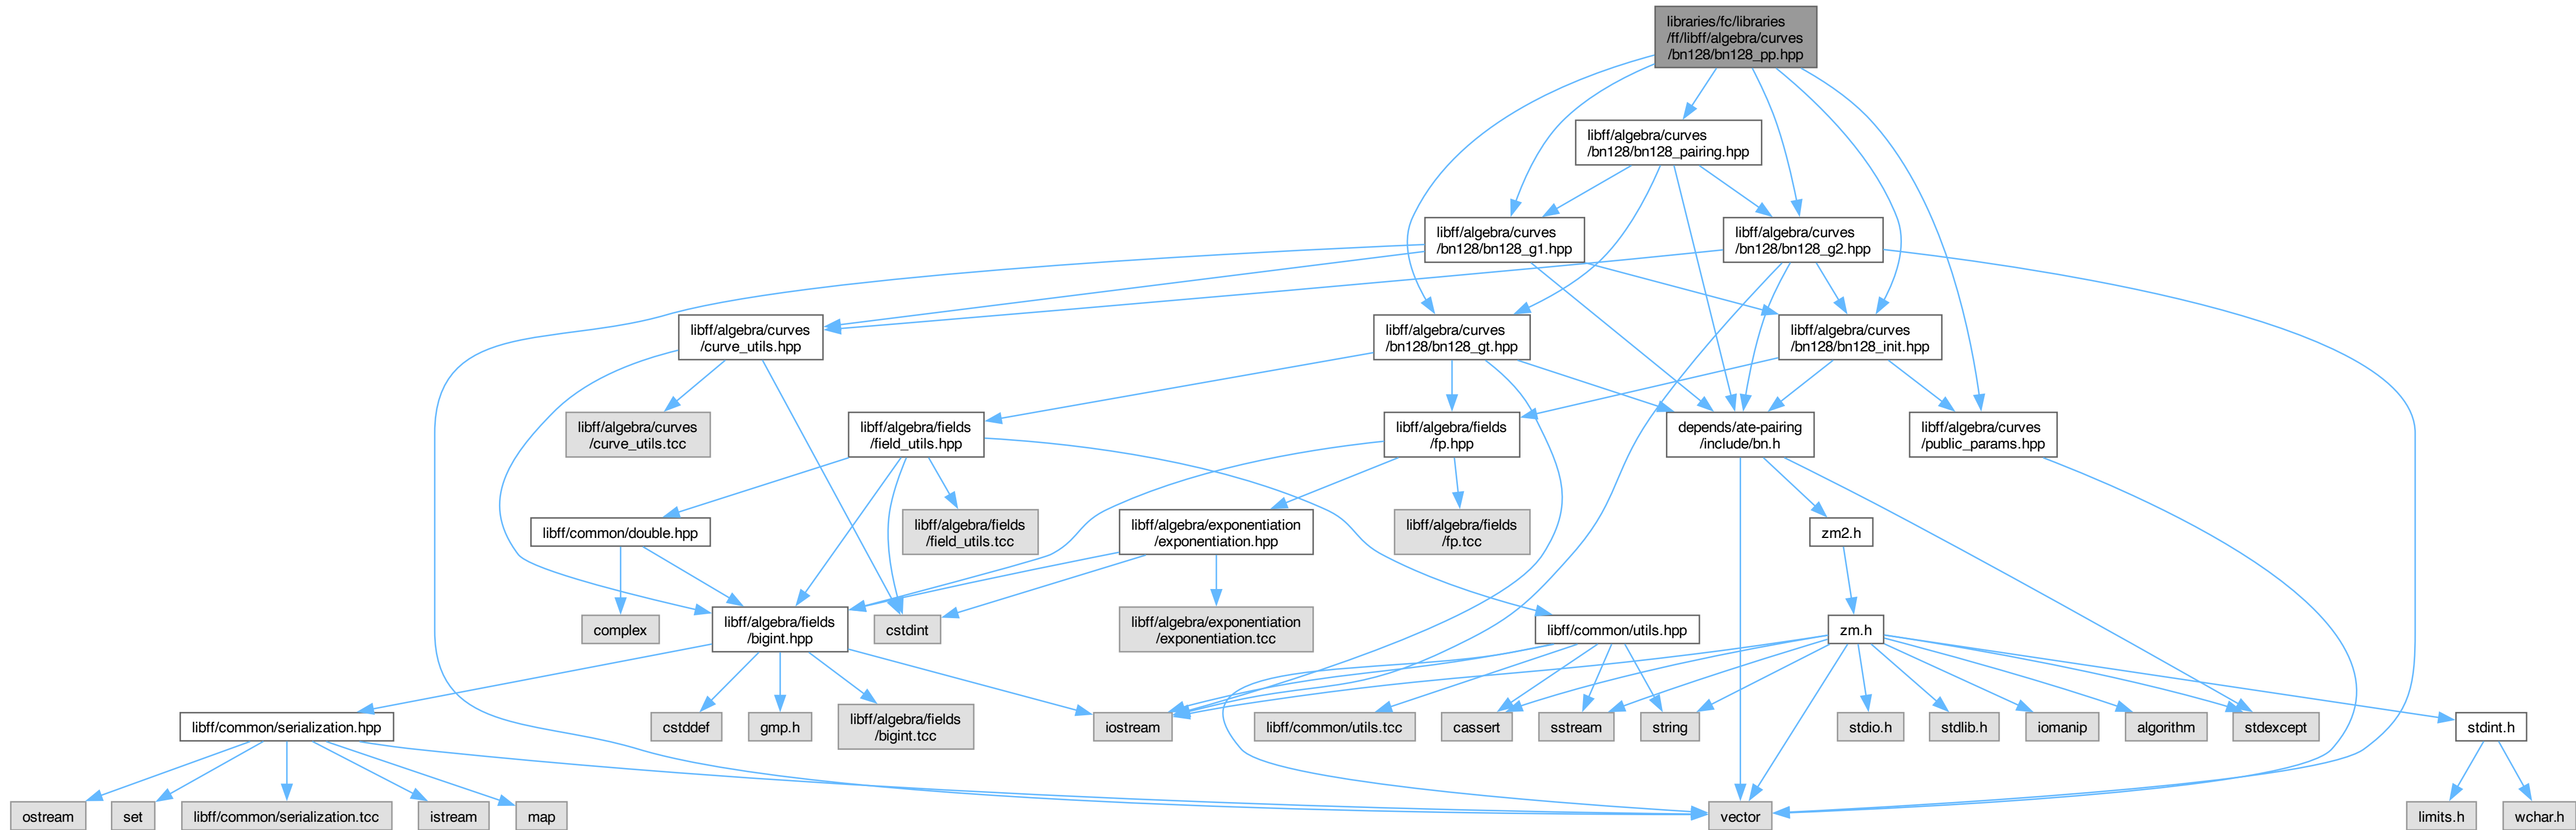 libraries/fc/libraries
/ff/libff/algebra/curves
/bn128/bn128_pp.hpp
libff/algebra/curves
/bn128/bn128_pairing.hpp
libff/algebra/curves
/bn128/bn128_g1.hpp
libff/algebra/curves
/bn128/bn128_g2.hpp
libff/algebra/curves
/curve_utils.hpp
libff/algebra/curves
/bn128/bn128_gt.hpp
libff/algebra/curves
/bn128/bn128_init.hpp
libff/algebra/curves
/curve_utils.tcc
libff/algebra/fields
/field_utils.hpp
libff/algebra/fields
/fp.hpp
depends/ate-pairing
/include/bn.h
libff/algebra/curves
/public_params.hpp
libff/common/double.hpp
libff/algebra/fields
/field_utils.tcc
libff/algebra/exponentiation
/exponentiation.hpp
libff/algebra/fields
/fp.tcc
zm2.h
complex
libff/algebra/fields
/bigint.hpp
cstdint
libff/algebra/exponentiation
/exponentiation.tcc
libff/common/utils.hpp
zm.h
libff/common/serialization.hpp
cstddef
gmp.h
libff/algebra/fields
/bigint.tcc
iostream
libff/common/utils.tcc
cassert
sstream
string
stdio.h
stdlib.h
iomanip
algorithm
stdexcept
stdint.h
ostream
set
libff/common/serialization.tcc
istream
map
vector
limits.h
wchar.h